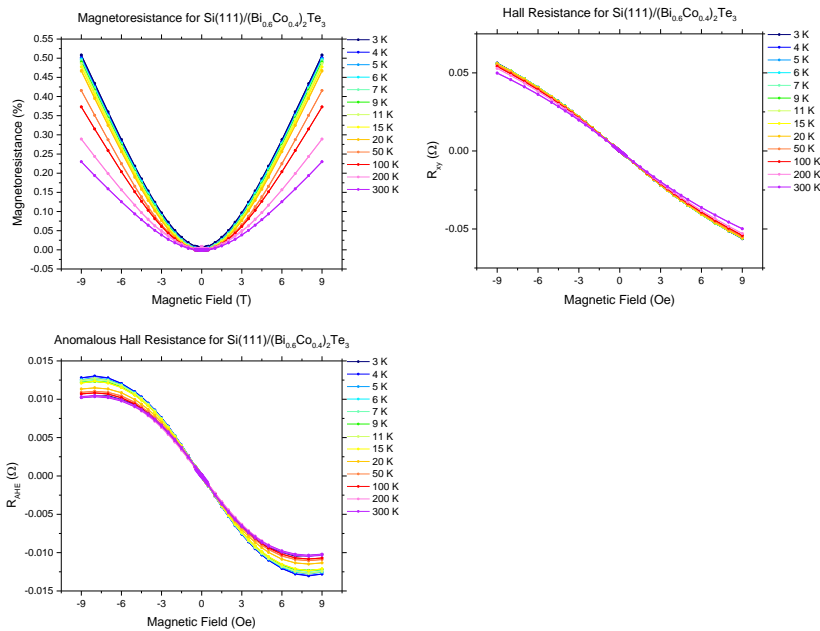 Magnetoresistance for Si(111)/(Bi0.6Co0.4)2Te3
Magnetoresistance (%)
0.55
0.50
0.45
0.40
0.35
0.30
0.25
0.20
0.15
0.10
0.05
0.00
-0.05
-9 -6 -3 0 3 6 9
Magnetic Field (T)
3 K
4 K
5 K
6 K
7 K
9 K
11 K
15 K
20 K
50 K
100 K
200 K
300 K
Hall Resistance for Si(111)/(Bi0.6Co0.4)2Te3
Rxy (Ω)
0.05
0.00
-0.05
-9 -6 -3 0 3 6 9
Magnetic Field (Oe)
3 K
4 K
5 K
6 K
7 K
9 K
11 K
15 K
20 K
50 K
100 K
200 K
300 K
Anomalous Hall Resistance for Si(111)/(Bi0.6Co0.4)2Te3
RAHE (Ω)
0.015
0.010
0.005
0.000
-0.005
-0.010
-0.015
-9 -6 -3 0 3 6 9
Magnetic Field (Oe)
3 K
4 K
5 K
6 K
7 K
9 K
11 K
15 K
20 K
50 K
100 K
200 K
300 K